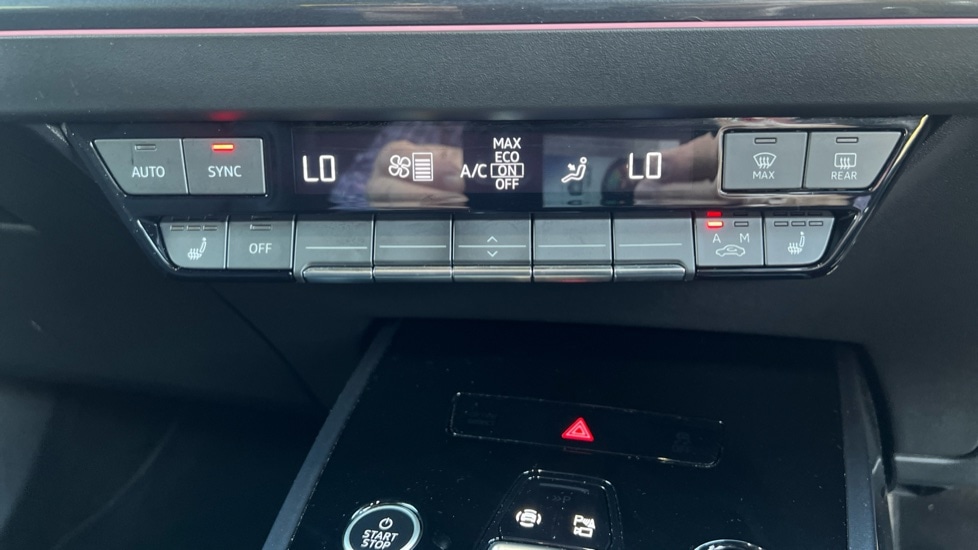 AUTO SYNC LO A/C MAX ECO ON OFF LO MAX REAR
OFF A M
START
STOP
P